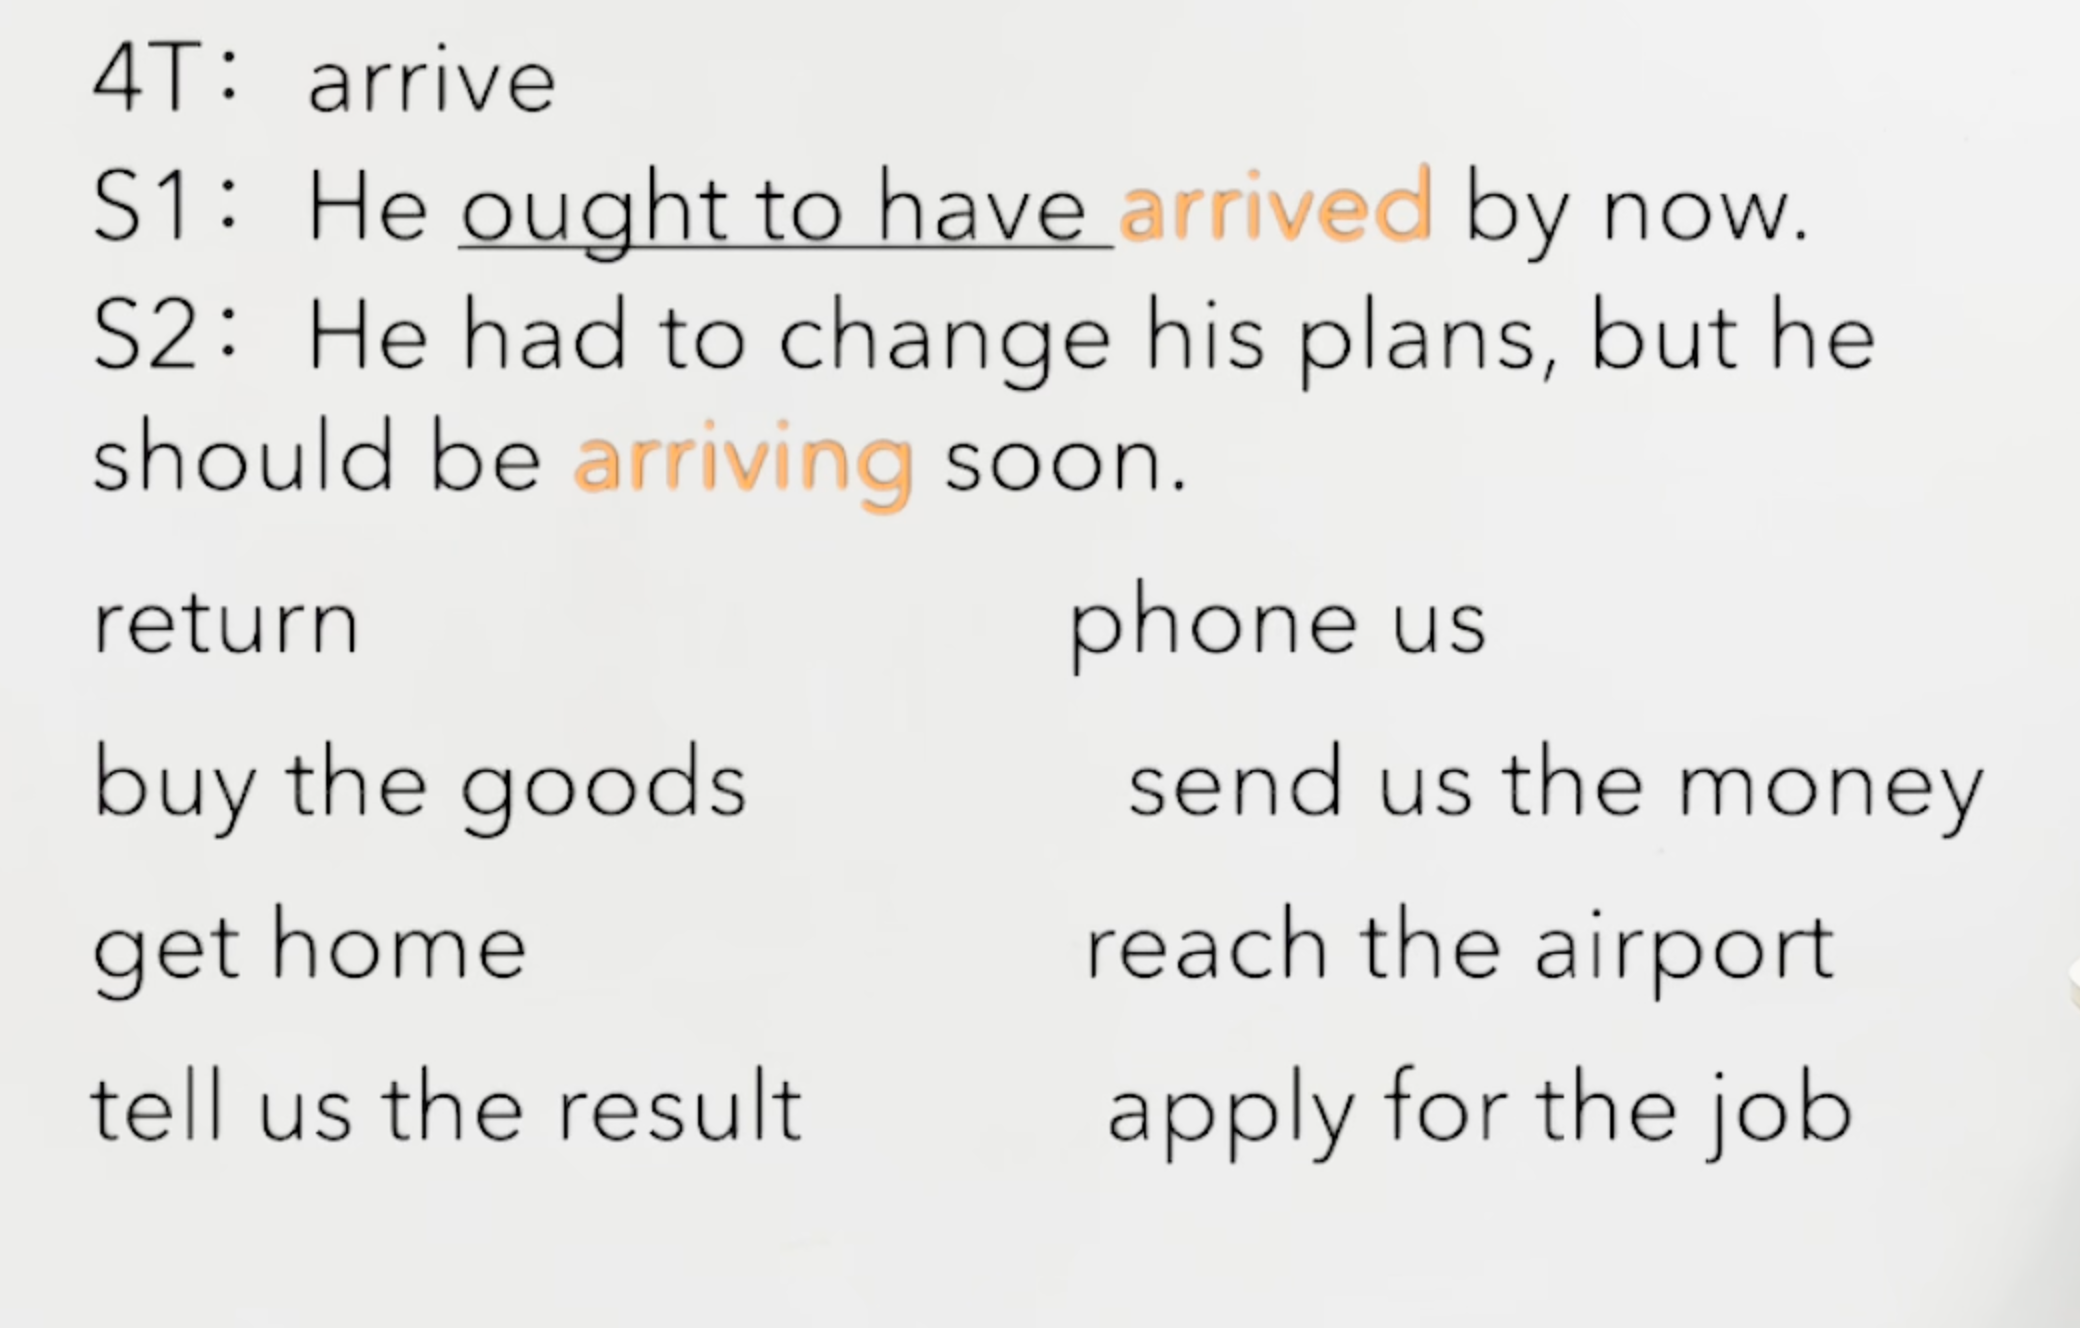 4T: arrive
S1: He ought to have arrived by now.
S2: He had to change his plans, but he
should be arriving soon.
return phone us
buy the goods send us the money
get home reach the airport
tell us the result apply for the job